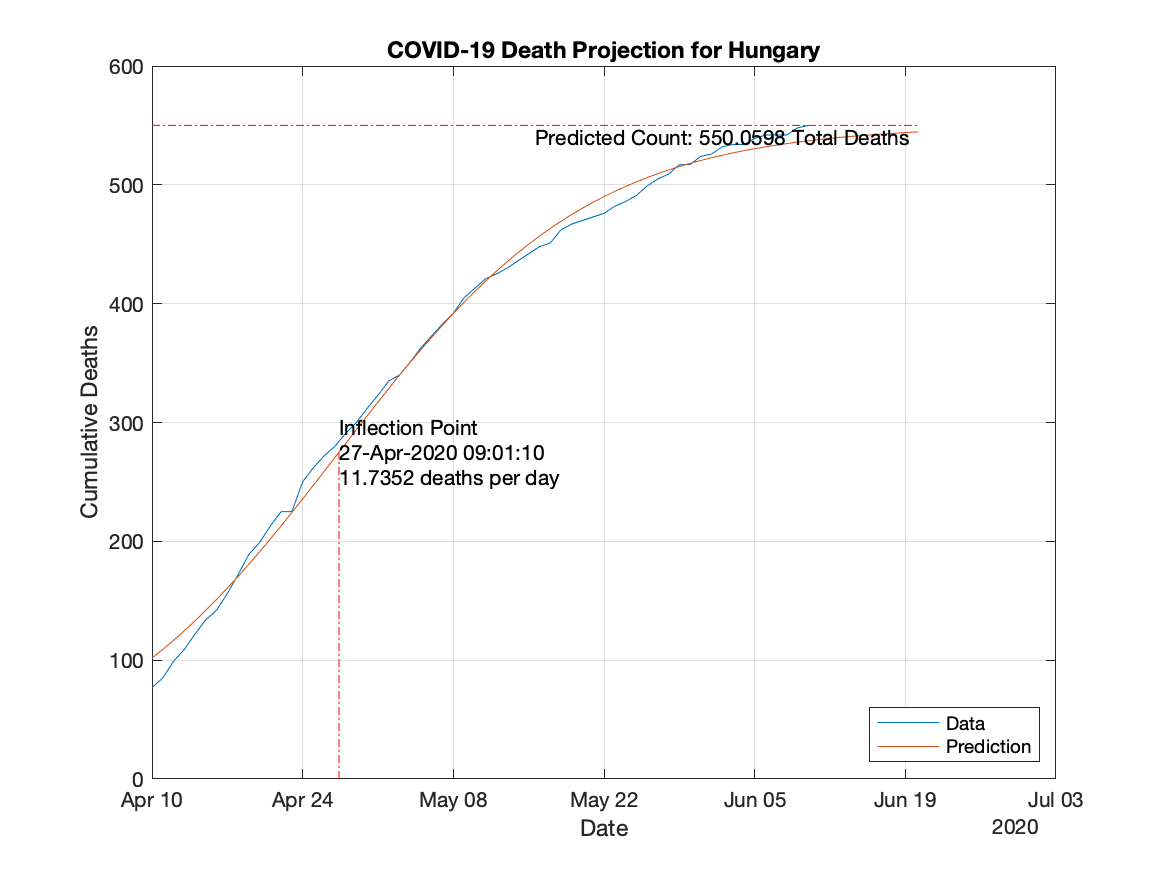 COVID-19 Death Projection for Hungary
600
500
400
300
200
100
0
Cumulative Deaths
Predicted Count: 550.0598 Total Deaths
Inflection Point
27-Apr-2020 09:01:10
11.7352 deaths per day
Data
Prediction
Apr 10 Apr 24 May 08 May 22 Jun 05 Jun 19 Jul 03
Date
2020